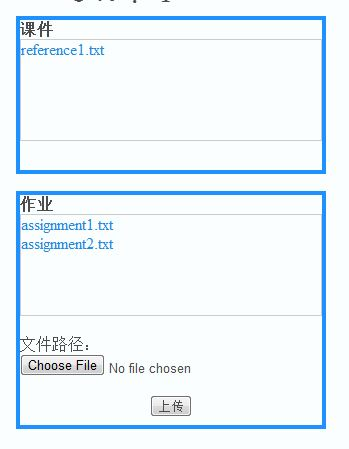 课件
reference1.txt
作业
assignment1.txt
assignment2.txt
文件路径：
Choose File No file chosen
上传